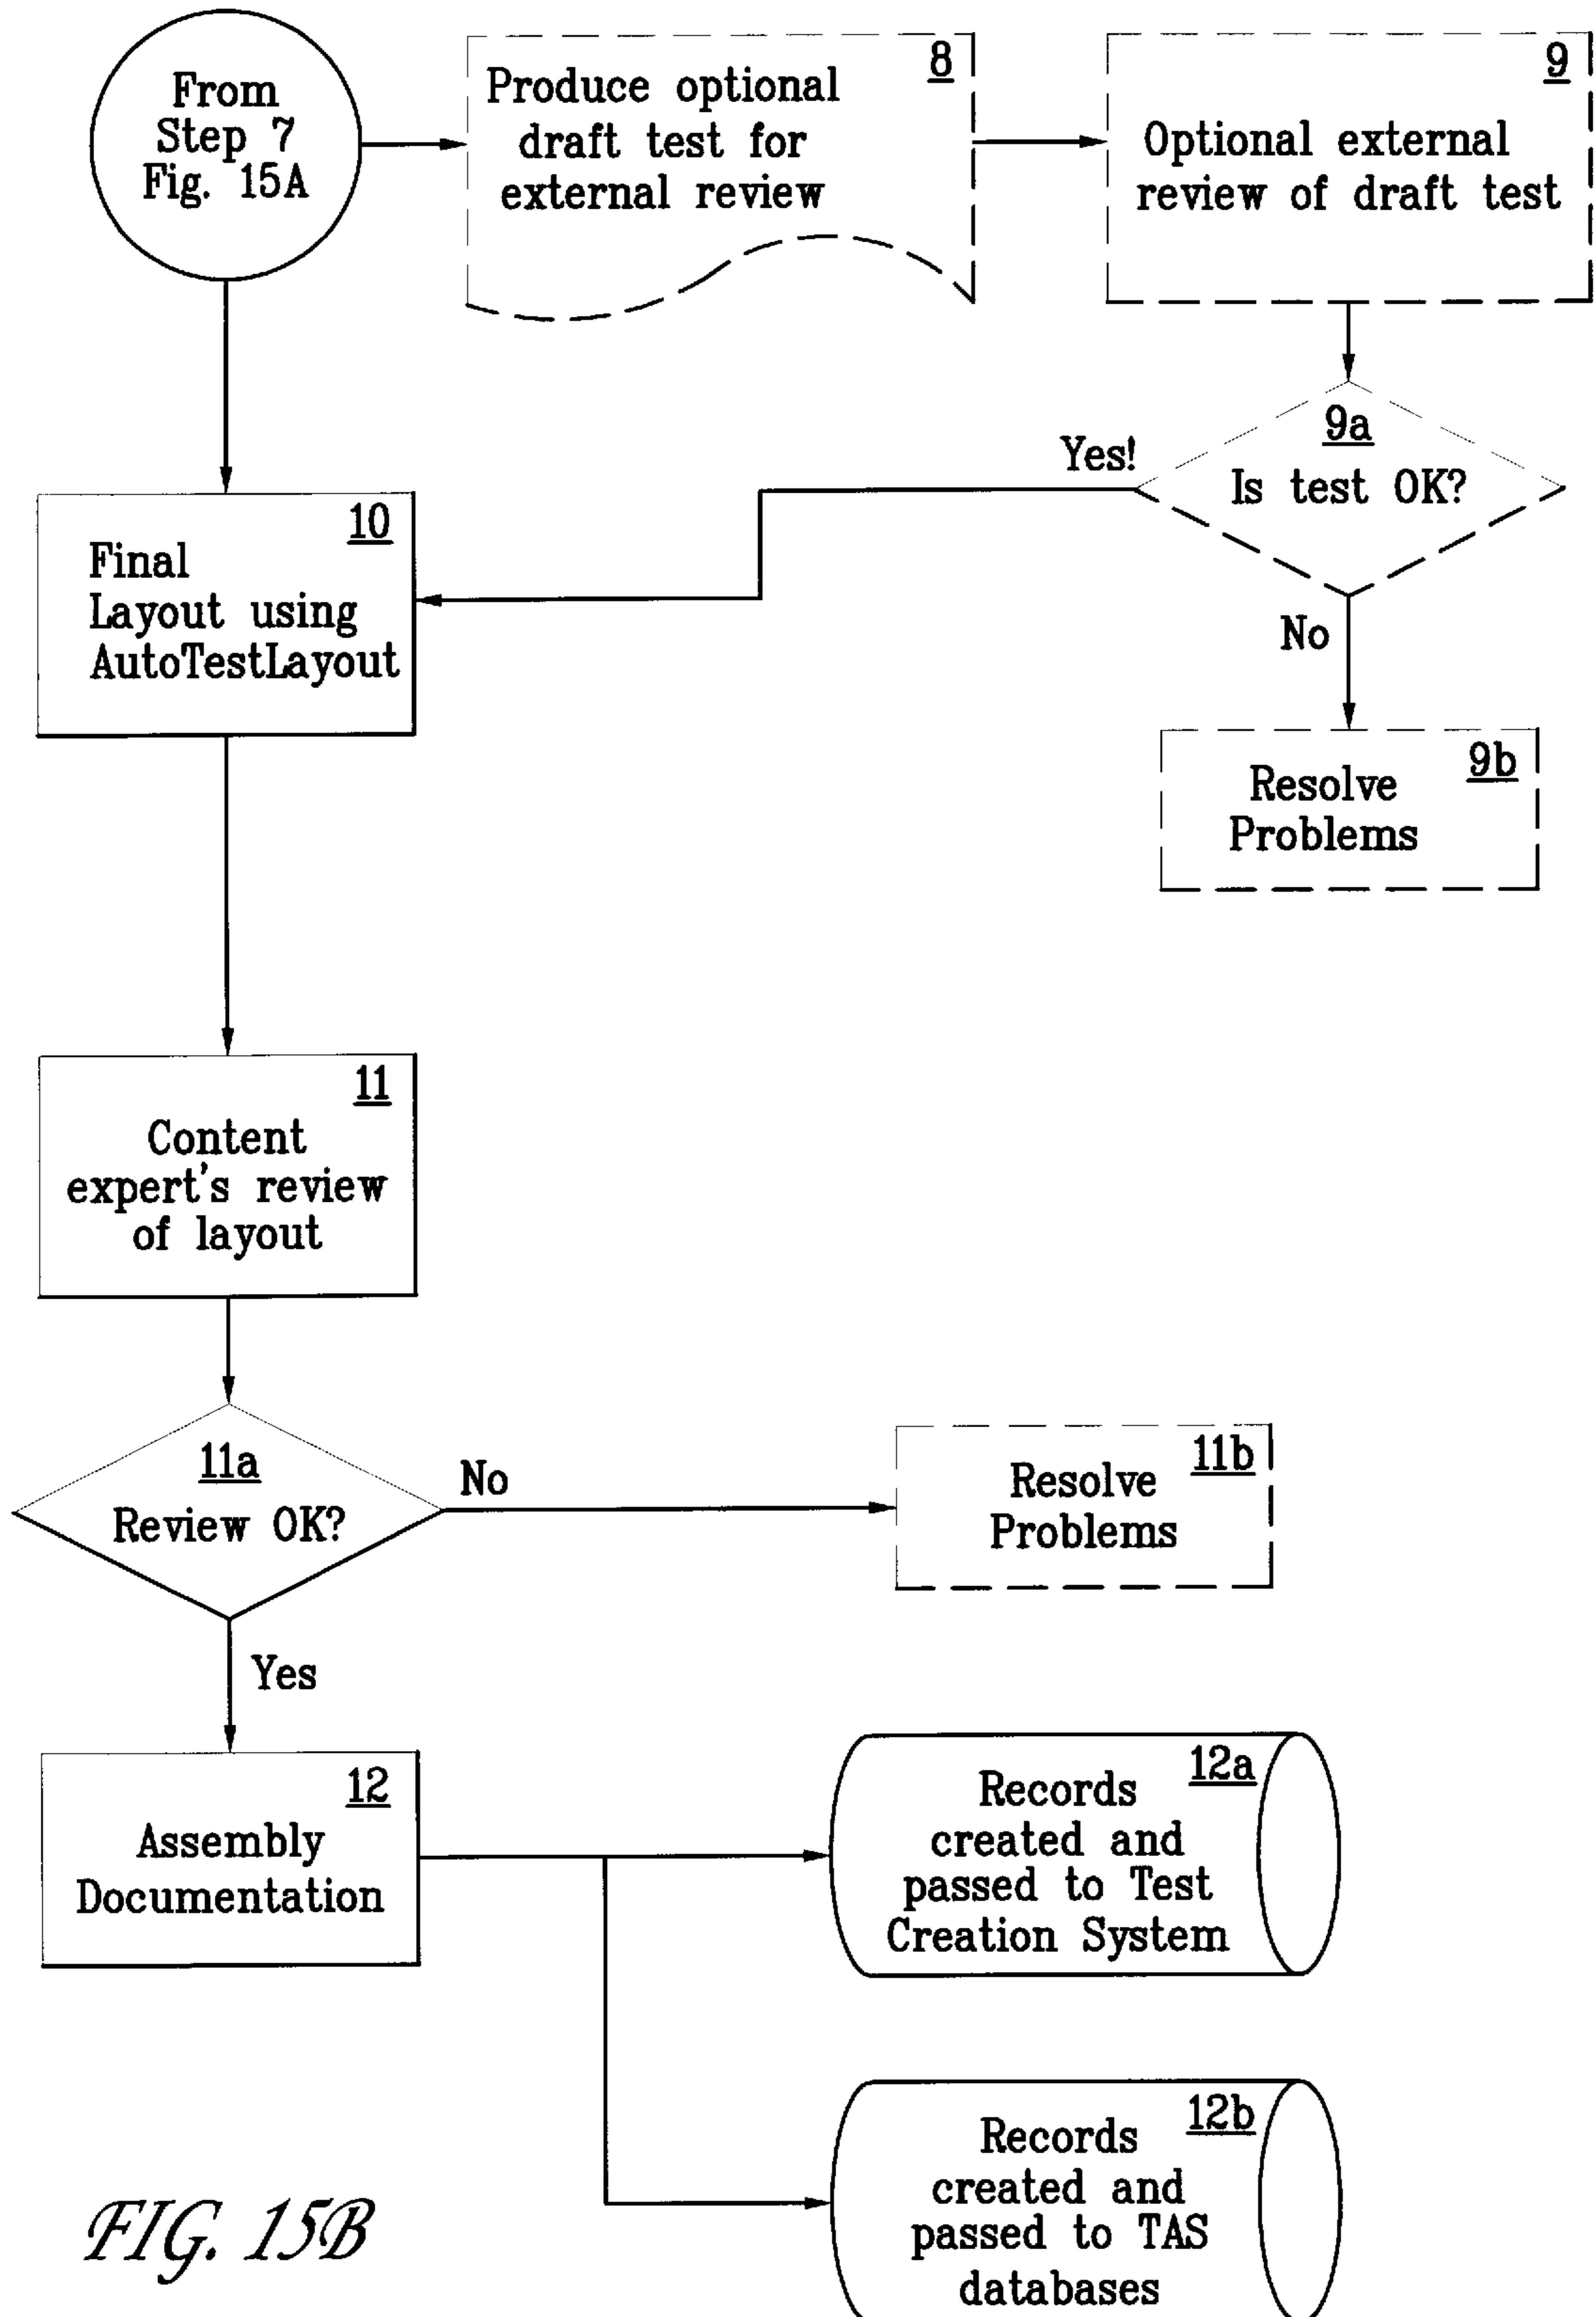 From
Step 7
Fig. 15A
8
Produce optional
draft test for
external review
9
Optional external
review of draft test
9a
Is test OK?
Yes!
No
10
Final
Layout using
AutoTestLayout
9b
Resolve
Problems
11
Content
expert's review
of layout
11a
Review OK?
No
11b
Resolve
Problems
Yes
12
Assembly
Documentation
12a
Records
created and
passed to Test
Creation System
12b
Records
created and
passed to TAS
databases
FIG. 15B